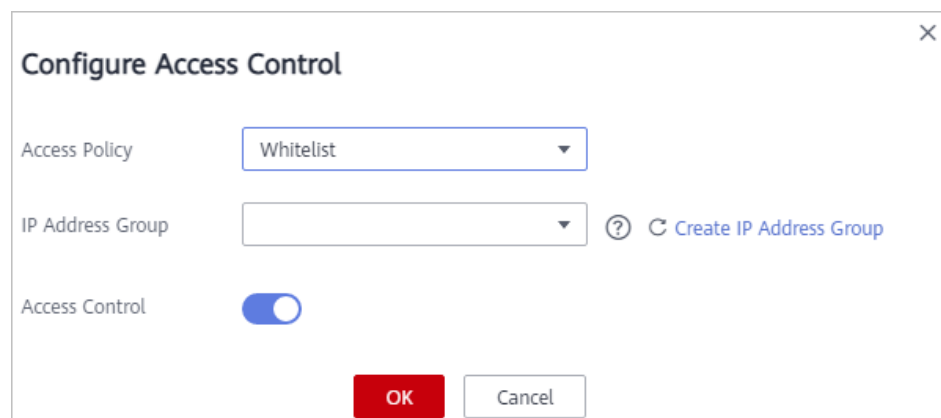 Configure Access Control
Access Policy Whitelist
IP Address Group Create IP Address Group
Access Control
OK Cancel